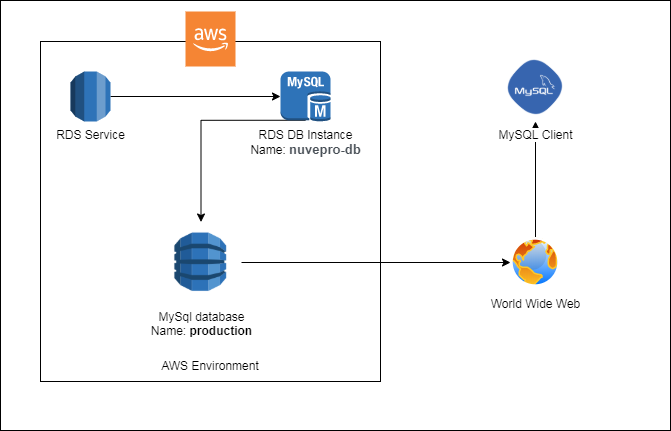 aws
MySQL
M
RDS Service
RDS DB Instance
Name: nuvepro-db
MySQL
MySQL Client
MySql database
Name: production
World Wide Web
AWS Environment